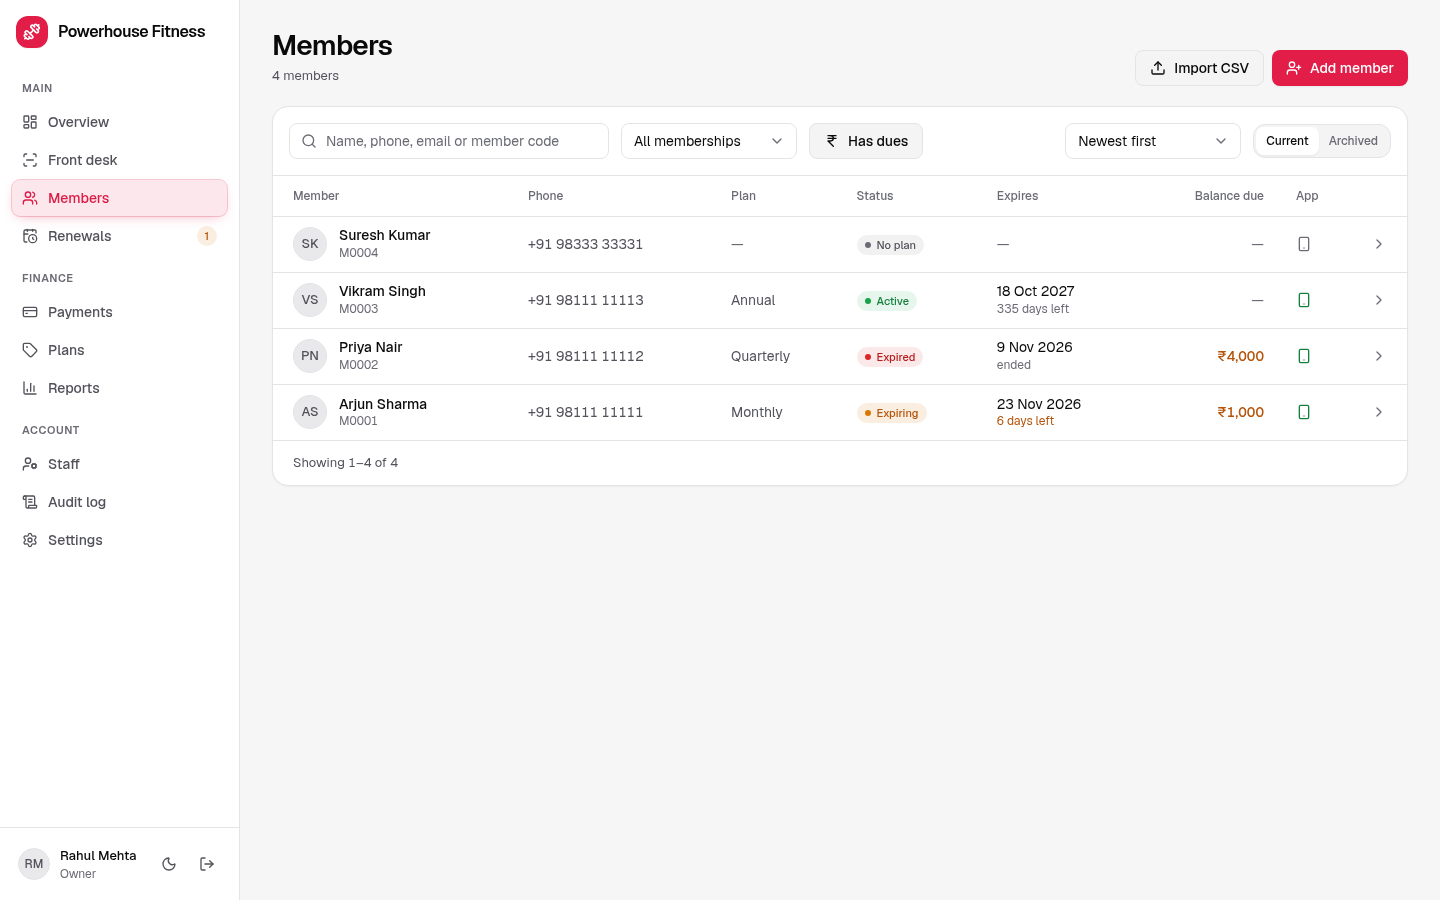 Powerhouse Fitness
MAIN
Overview
Front desk
Members
Renewals 1
FINANCE
Payments
Plans
Reports
ACCOUNT
Staff
Audit log
Settings
RM Rahul Mehta
Owner
Members
4 members
Import CSV
Add member
Name, phone, email or member code
All memberships
₹ Has dues
Newest first
Current Archived
Member Phone Plan Status Expires Balance due App
SK Suresh Kumar +91 98333 33331 — No plan — —
M0004
VS Vikram Singh +91 98111 11113 Annual Active 18 Oct 2027 —
M0003 335 days left
PN Priya Nair +91 98111 11112 Quarterly Expired 9 Nov 2026 ₹4,000
M0002 ended
AS Arjun Sharma +91 98111 11111 Monthly Expiring 23 Nov 2026 ₹1,000
M0001 6 days left
Showing 1–4 of 4